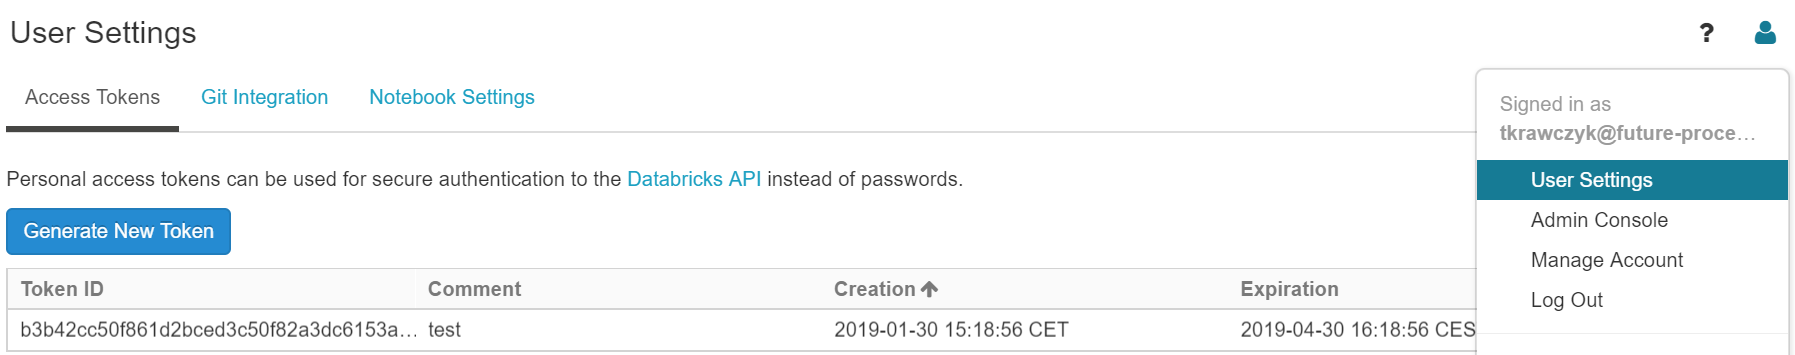 User Settings
?
Access Tokens Git Integration Notebook Settings
Signed in as
tkrawczyk@future-proce...
Personal access tokens can be used for secure authentication to the Databricks API instead of passwords.
User Settings
Admin Console
Generate New Token
Manage Account
Token ID Comment Creation Expiration
Log Out
b3b42cc50f861d2bced3c50f82a3dc6153a... test 2019-01-30 15:18:56 CET 2019-04-30 16:18:56 CES